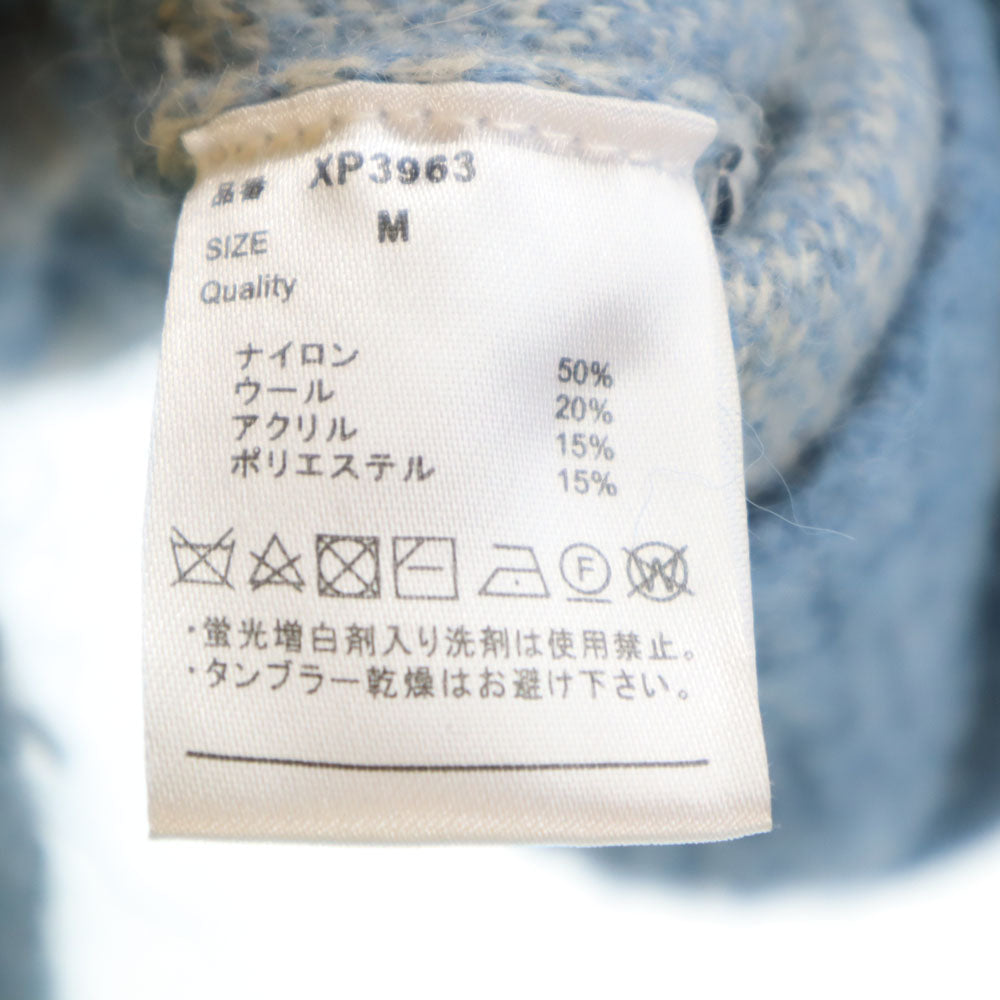 品番 XP3963
SIZE M
Quality
ナイロン 50%
ウール 20%
アクリル 15%
ポリエステル 15%
F W
・蛍光増白剤入り洗剤は使用禁止。
・タンブラー乾燥はお避け下さい。